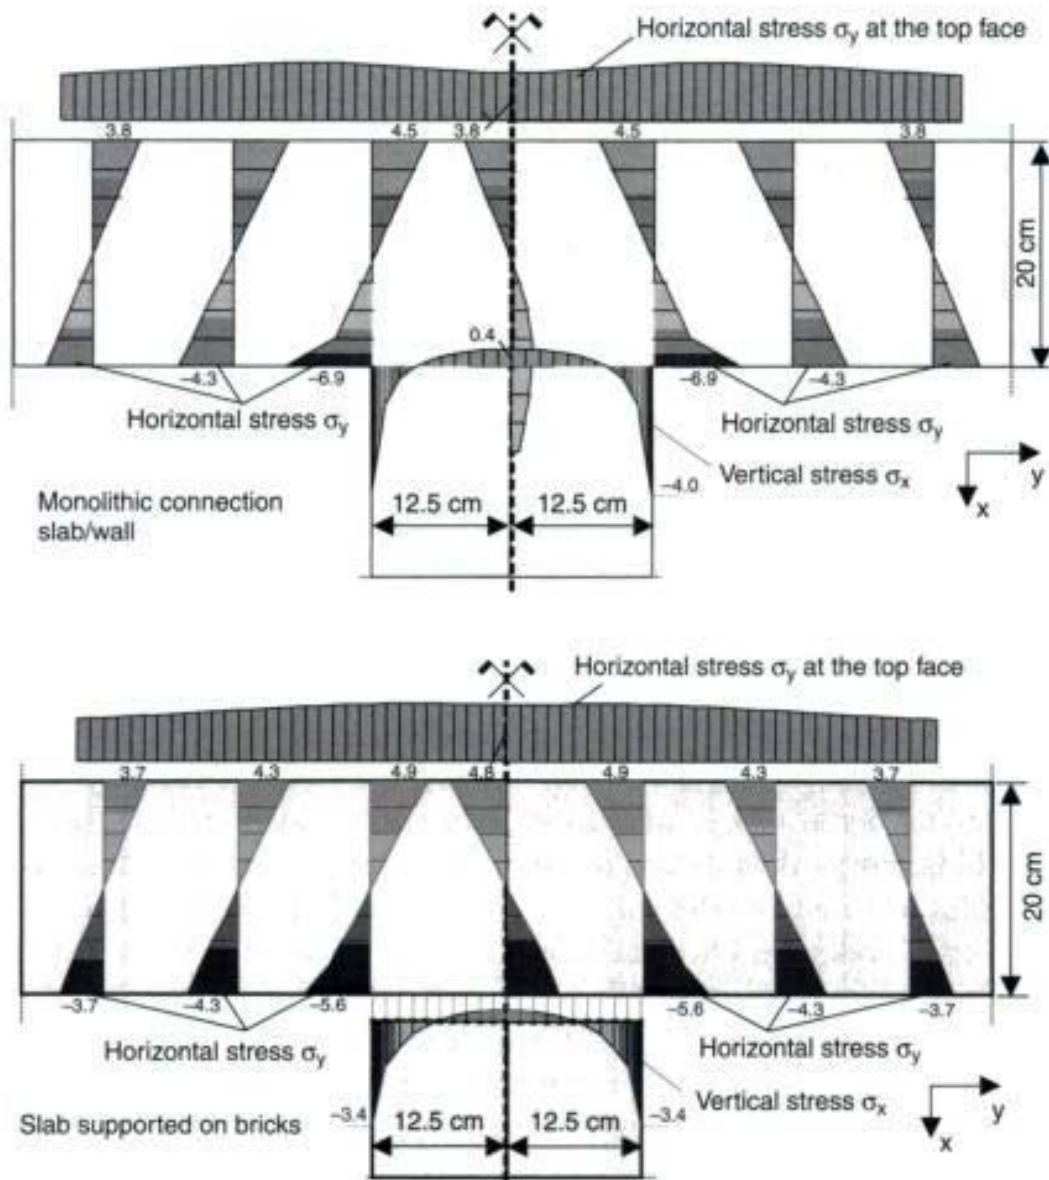 Horizontal stress σy at the top face
3.8 4.5 3.8 4.5 3.8
20 cm
0.4
−4.3 −6.9 −6.9 −4.3
Horizontal stress σy Horizontal stress σy
Vertical stress σx
−4.0
y
x
12.5 cm 12.5 cm
Monolithic connection
slab/wall
Horizontal stress σy at the top face
3.7 4.3 4.9 4.8 4.9 4.3 3.7
20 cm
−3.7 −4.3 −5.6 −5.6 −4.3 −3.7
Horizontal stress σy Horizontal stress σy
Vertical stress σx
−3.4 −3.4
y
x
12.5 cm 12.5 cm
Slab supported on bricks